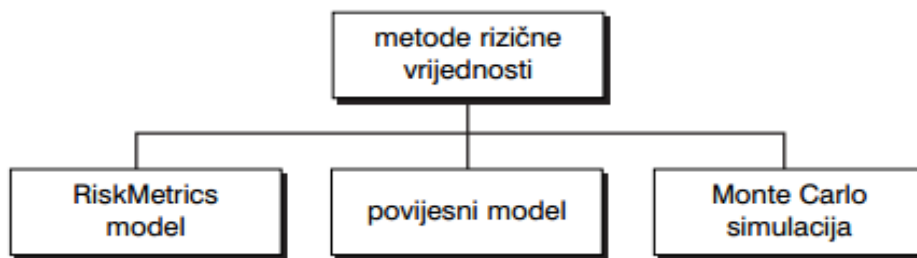 metode rizične
vrijednosti
RiskMetrics
model
povijesni model
Monte Carlo
simulacija